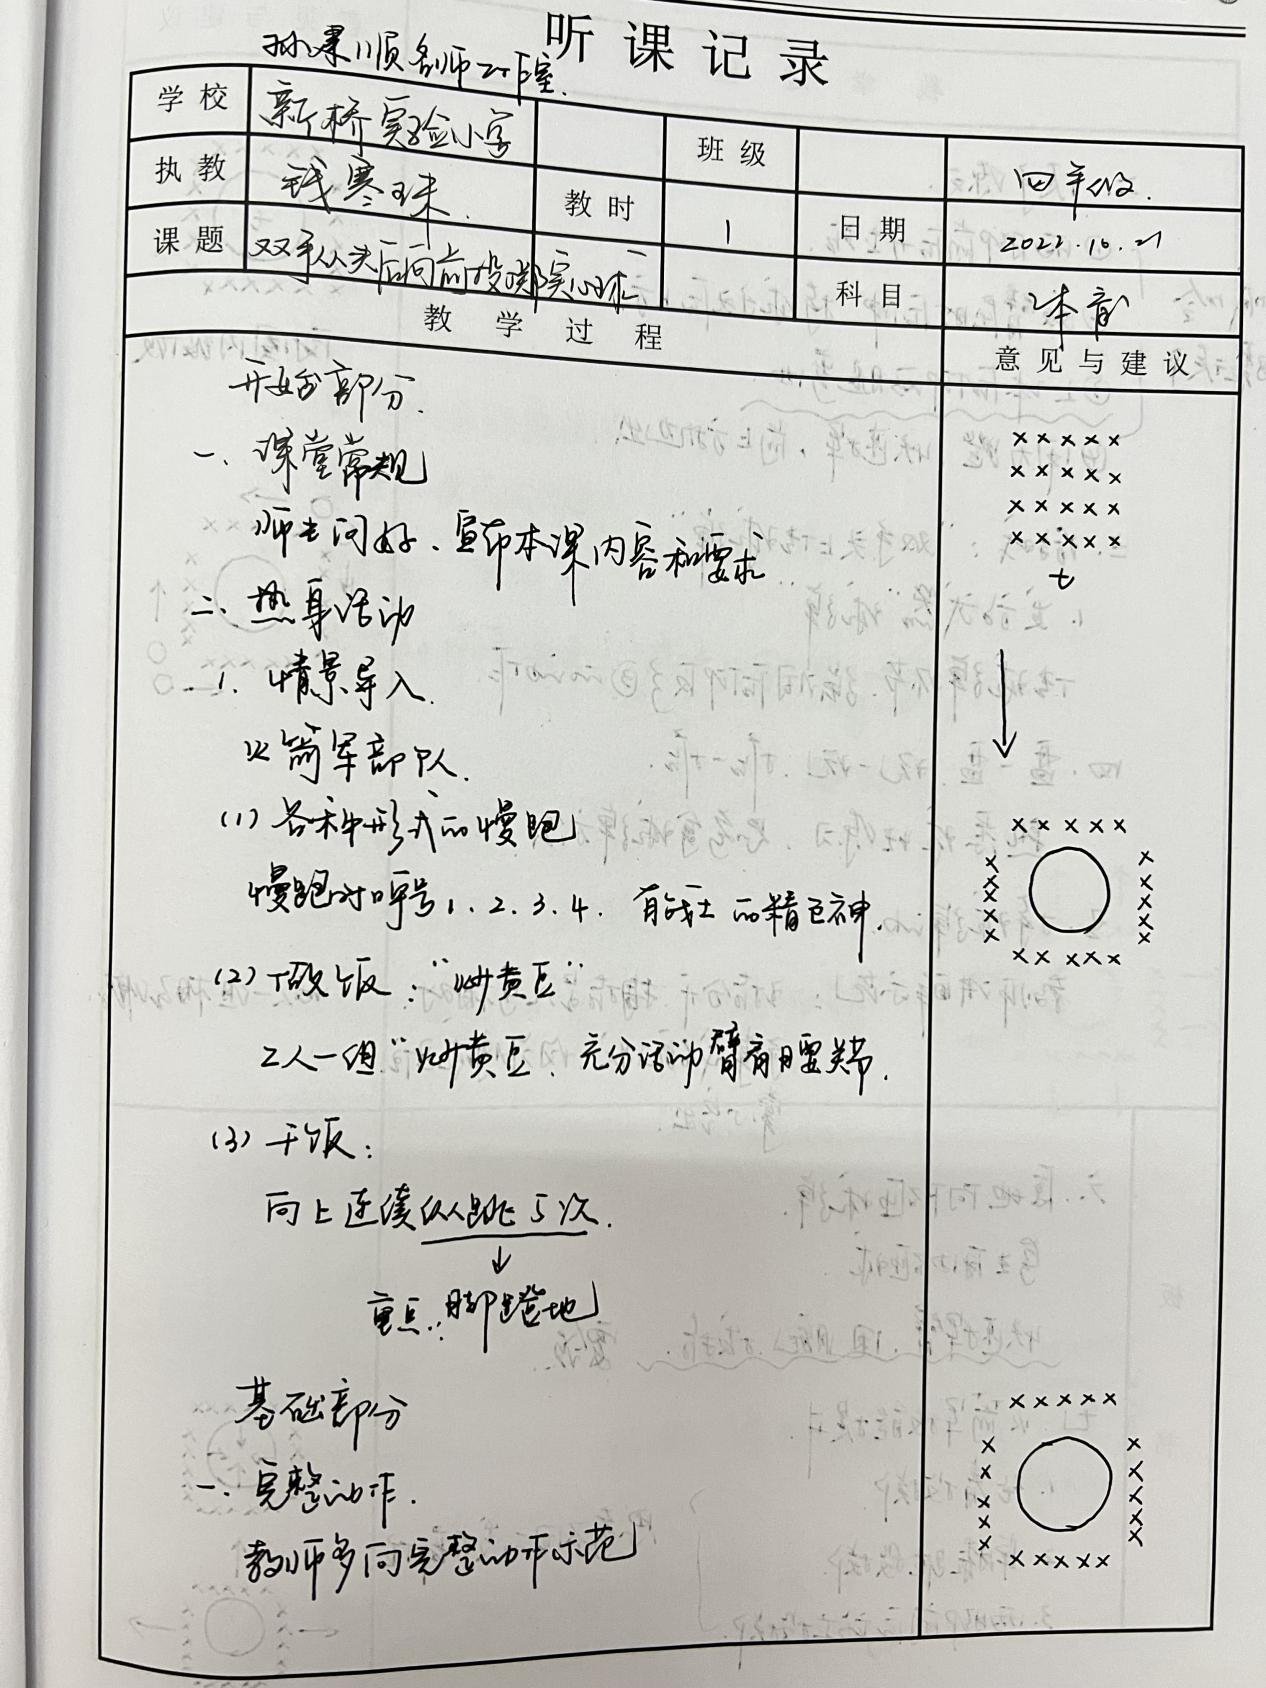 听课记录
孙建顺名师工作室.
学校 新桥实验小学 班级 四年级.
执教 钱寒珠. 教时 1 日期 2022.10.21
课题 双手从头后向前投掷实心球 科目 体育
教学过程 意见与建议
开始部分.
一、课堂常规
师生问好、宣布本课内容和要求
二、热身活动
1. 情景导入.
以箭军部队.
(1) 各种形式的慢跑
慢跑时口号1.2.3.4. 有战士的精气神.
(2) 做饭:"炒黄豆"
2人一组"炒黄豆、充分活动臂肩腰关节.
(3) 干饭:
向上连续纵跳5次.
↓
重点:脚蹬地
基础部分
一、完整动作.
教师多向完整动作示范
× × × × ×
× × × × ×
× × × × ×
× × × × ×
t